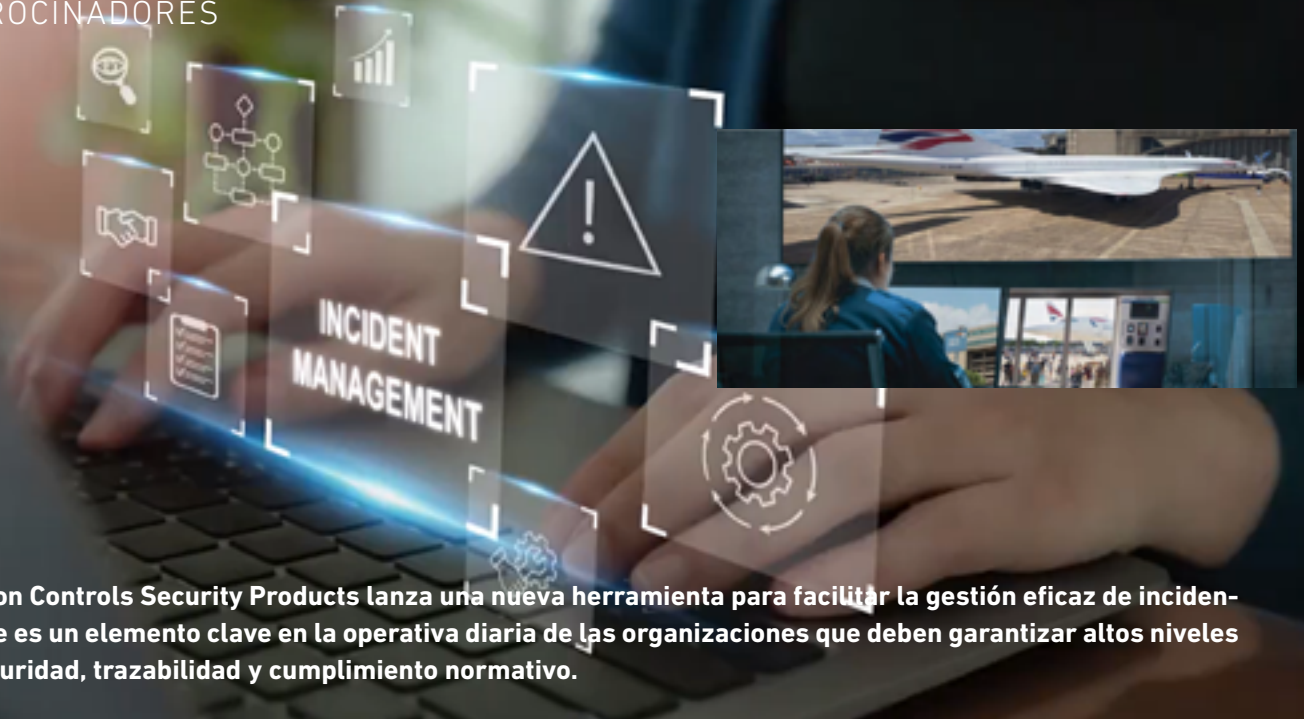 ROCINADORES
INCIDENT
MANAGEMENT
on Controls Security Products lanza una nueva herramienta para facilitar la gestión eficaz de inciden-
e es un elemento clave en la operativa diaria de las organizaciones que deben garantizar altos niveles
uridad, trazabilidad y cumplimiento normativo.